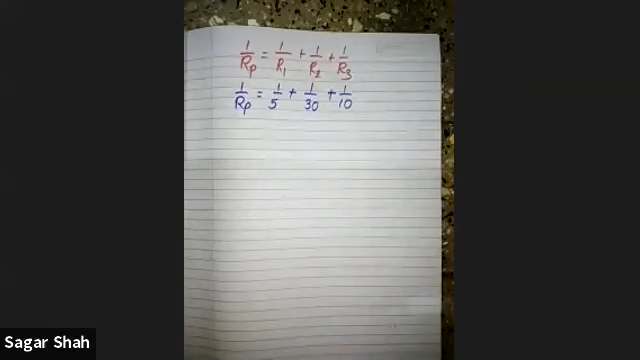 1/Rp = 1/R1 + 1/R2 + 1/R3
1/Rp = 1/5 + 1/30 + 1/10
Sagar Shah